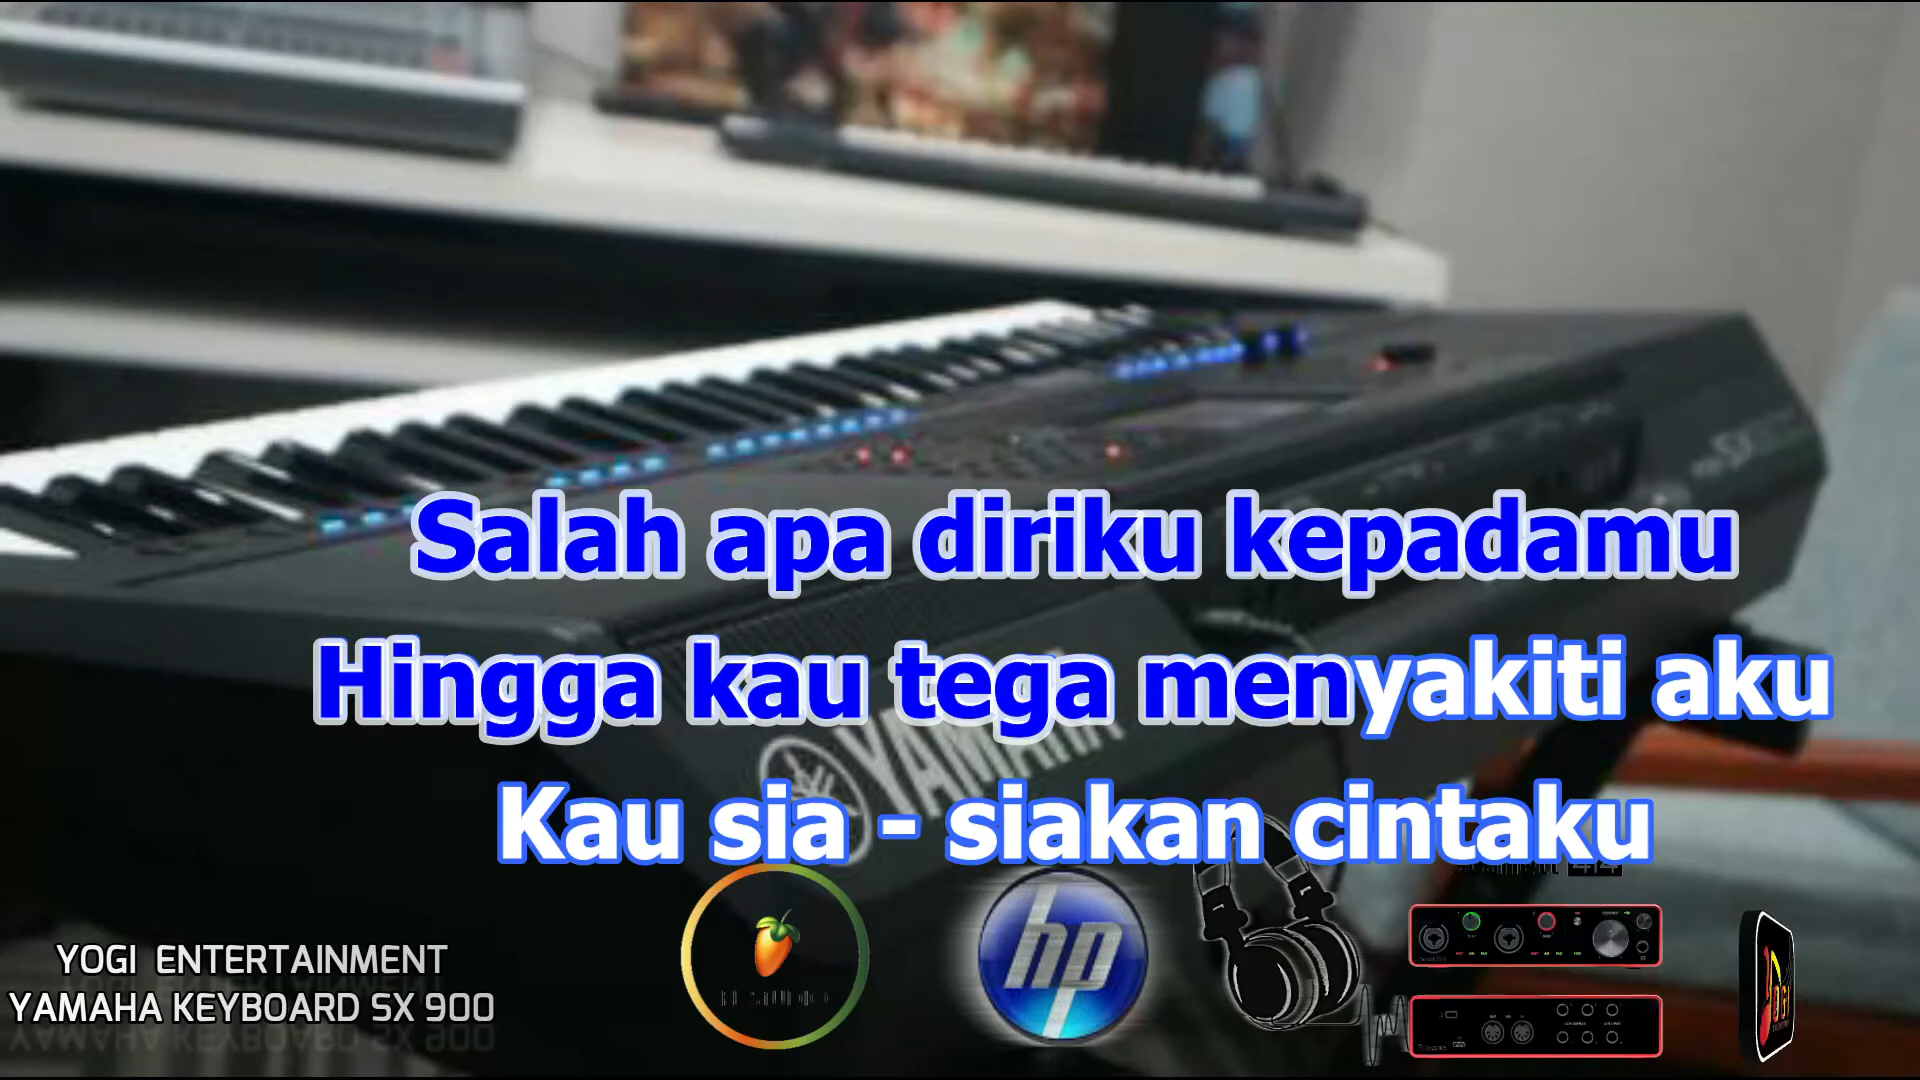 Salah apa diriku kepadamu
Hingga kau tega menyakiti aku
YAMAHA
Kau sia - siakan cintaku
hp
YOGI ENTERTAINMENT
YAMAHA KEYBOARD SX 900